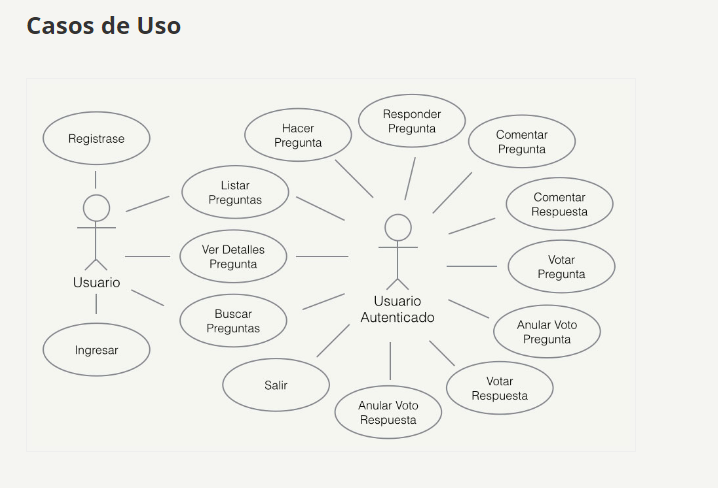 Casos de Uso
Registrase
Hacer
Pregunta
Responder
Pregunta
Comentar
Pregunta
Listar
Preguntas
Comentar
Respuesta
Ver Detalles
Pregunta
Votar
Pregunta
Usuario
Usuario
Autenticado
Buscar
Preguntas
Anular Voto
Pregunta
Ingresar
Salir
Votar
Respuesta
Anular Voto
Respuesta